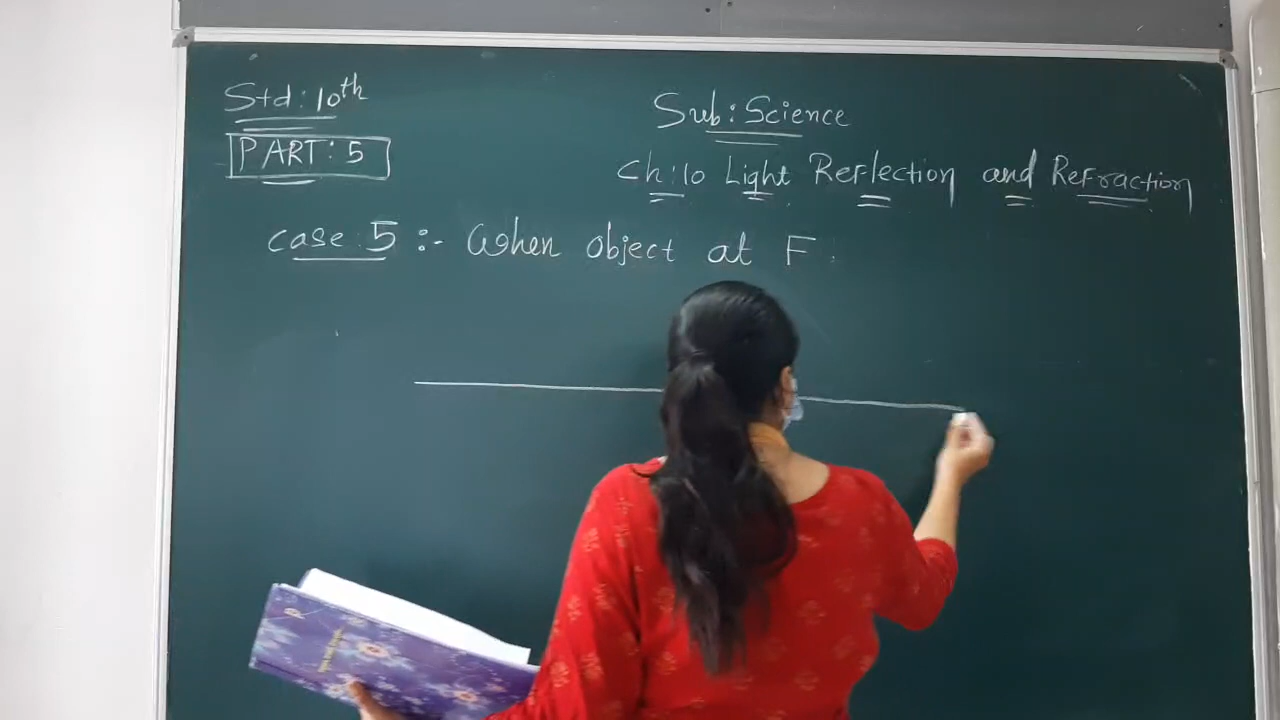 Std: 10th
PART: 5
Sub: Science
Ch: 10 Light Reflection and Refraction
Case: 5 :- When object at F.